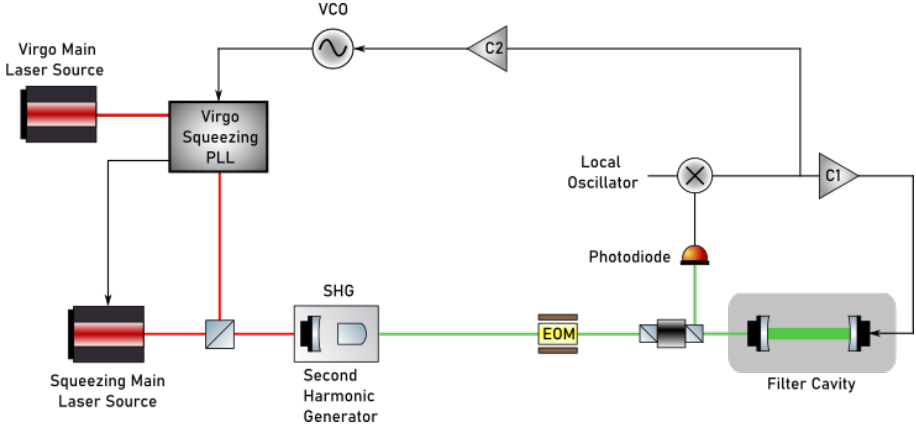 VCO
C2
Virgo Main
Laser Source
Virgo
Squeezing
PLL
Local
Oscillator
C1
Photodiode
SHG
EOM
Squeezing Main
Laser Source
Second
Harmonic
Generator
Filter Cavity